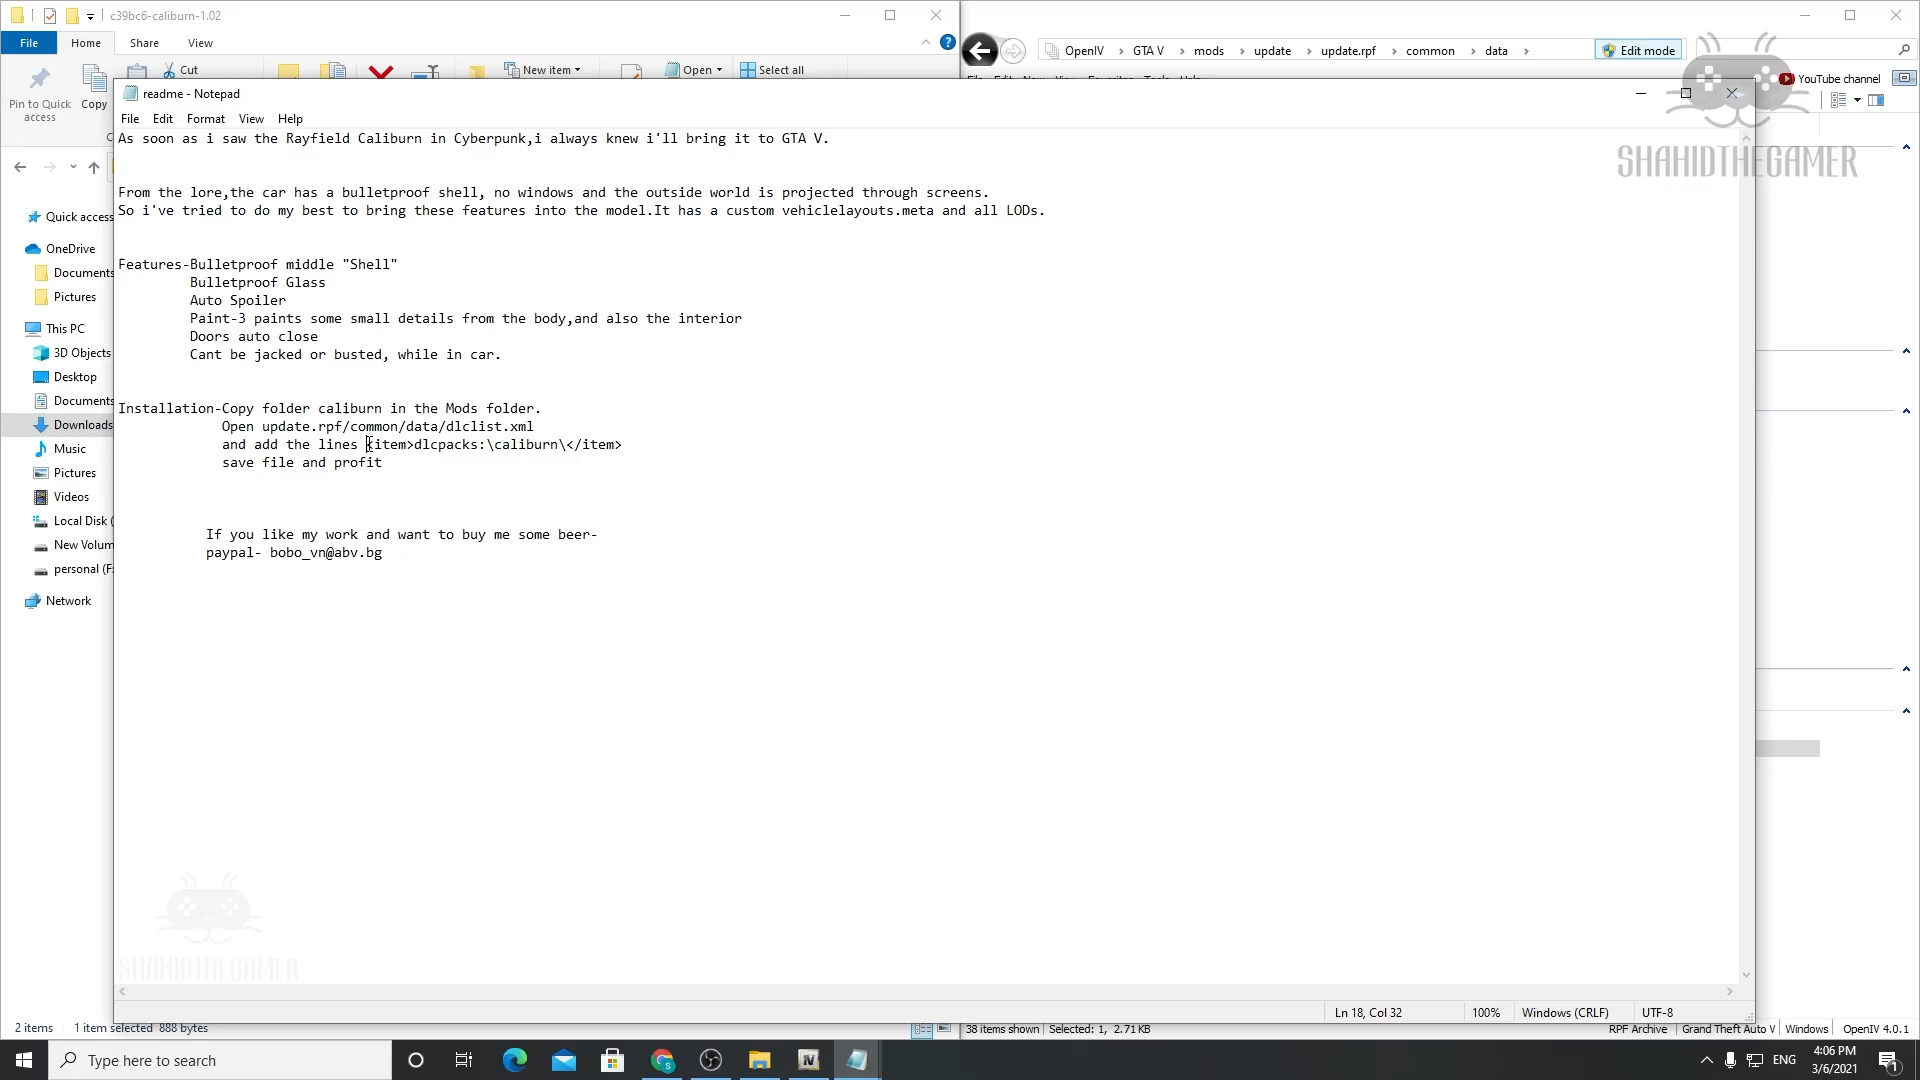 c39bc6-caliburn-1.02
File
Home
Share
View
Cut
New item
Open
Select all
Pin to Quick
access
Copy
OpenIV
GTA V
mods
update
update.rpf
common
data
Edit mode
YouTube channel
SHAHIDTHEGAMER
readme - Notepad
File
Edit
Format
View
Help
As soon as i saw the Rayfield Caliburn in Cyberpunk,i always knew i'll bring it to GTA V.
From the lore,the car has a bulletproof shell, no windows and the outside world is projected through screens.
So i've tried to do my best to bring these features into the model.It has a custom vehiclelayouts.meta and all LODs.
Features-Bulletproof middle "Shell"
Bulletproof Glass
Auto Spoiler
Paint-3 paints some small details from the body,and also the interior
Doors auto close
Cant be jacked or busted, while in car.
Installation-Copy folder caliburn in the Mods folder.
Open update.rpf/common/data/dlclist.xml
and add the lines <item>dlcpacks:\caliburn\</item>
save file and profit
If you like my work and want to buy me some beer-
paypal- bobo_vn@abv.bg
Quick access
OneDrive
Documents
Pictures
This PC
3D Objects
Desktop
Documents
Downloads
Music
Pictures
Videos
Local Disk (
New Volum
personal (F:
Network
SHAHIDTHEGAMER
Ln 18, Col 32
100%
Windows (CRLF)
UTF-8
2 items
1 item selected 888 bytes
38 items shown
Selected: 1, 2.71 KB
RPF Archive
Grand Theft Auto V
Windows
OpenIV 4.0.1
Type here to search
ENG
4:06 PM
3/6/2021
1